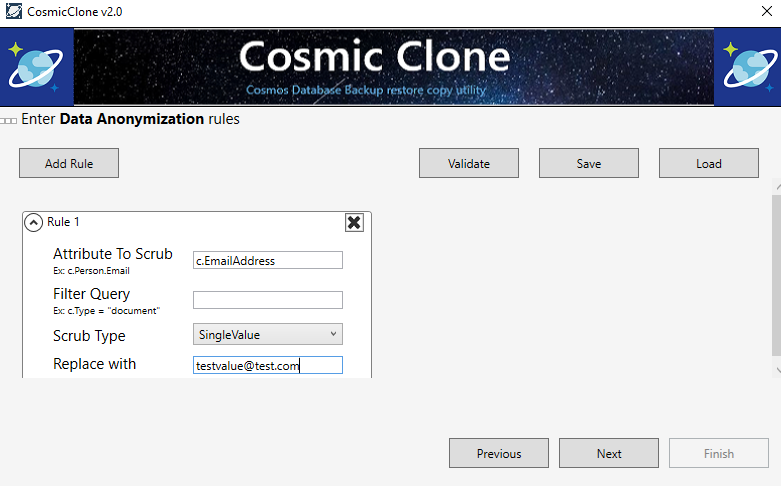 CosmicClone v2.0
Cosmic Clone
Cosmos Database Backup restore copy utility
Enter Data Anonymization rules
Add Rule Validate Save Load
Rule 1
Attribute To Scrub c.EmailAddress
Ex: c.Person.Email
Filter Query
Ex: c.Type = "document"
Scrub Type SingleValue
Replace with testvalue@test.com
Previous Next Finish